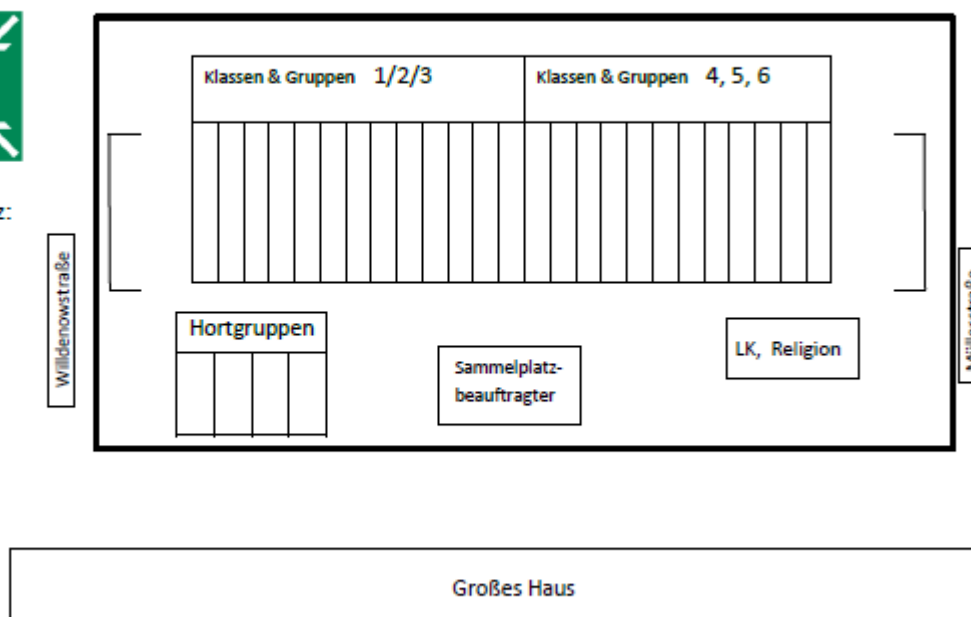 Klassen & Gruppen 1/2/3
Klassen & Gruppen 4, 5, 6
z:
Willdenowstraße
Hortgruppen
LK, Religion
Sammelplatz-
beauftragter
Großes Haus